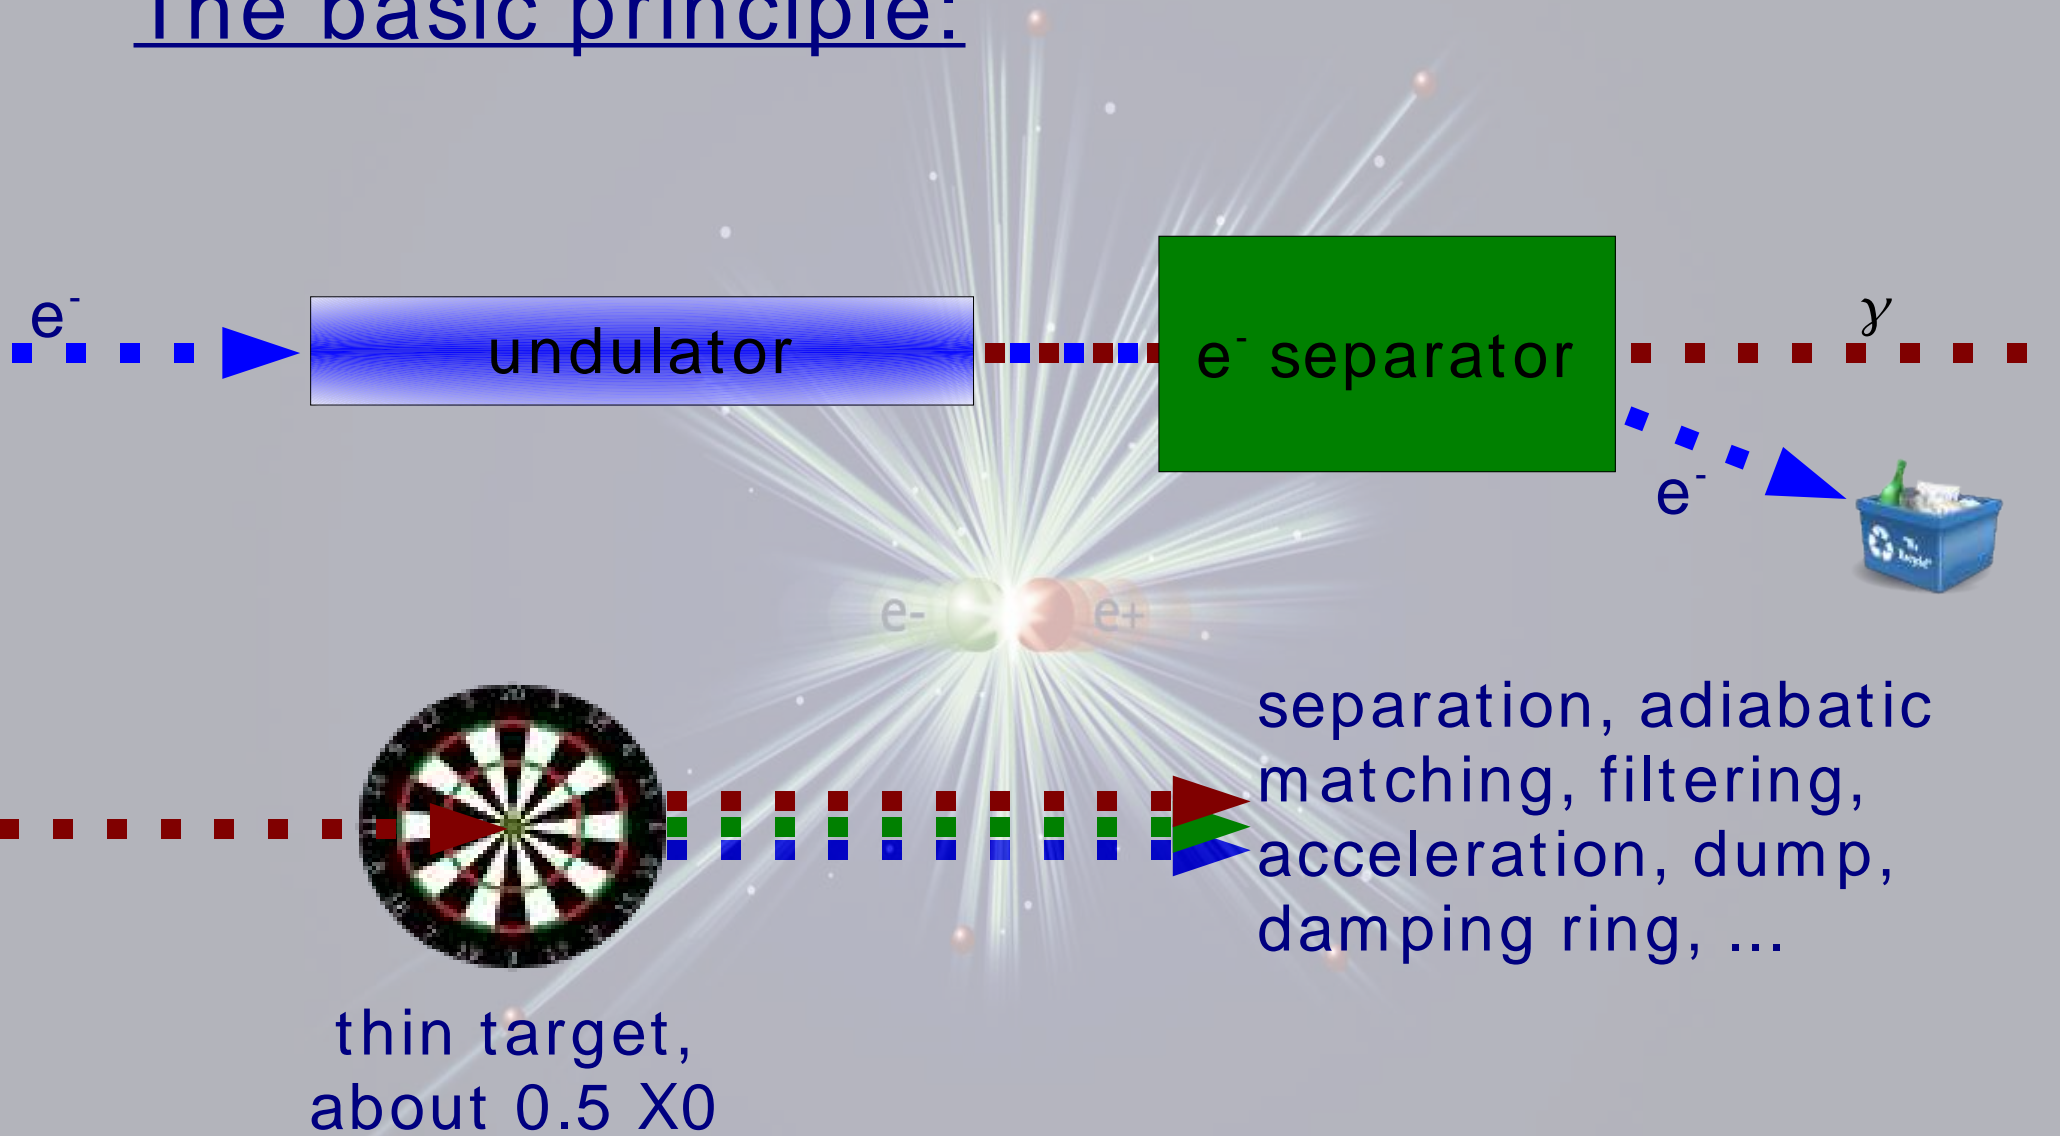 The basic principle:
e⁻
undulator
e⁻ separator
γ
e⁻
e- e+
separation, adiabatic
matching, filtering,
acceleration, dump,
damping ring, ...
thin target,
about 0.5 X0